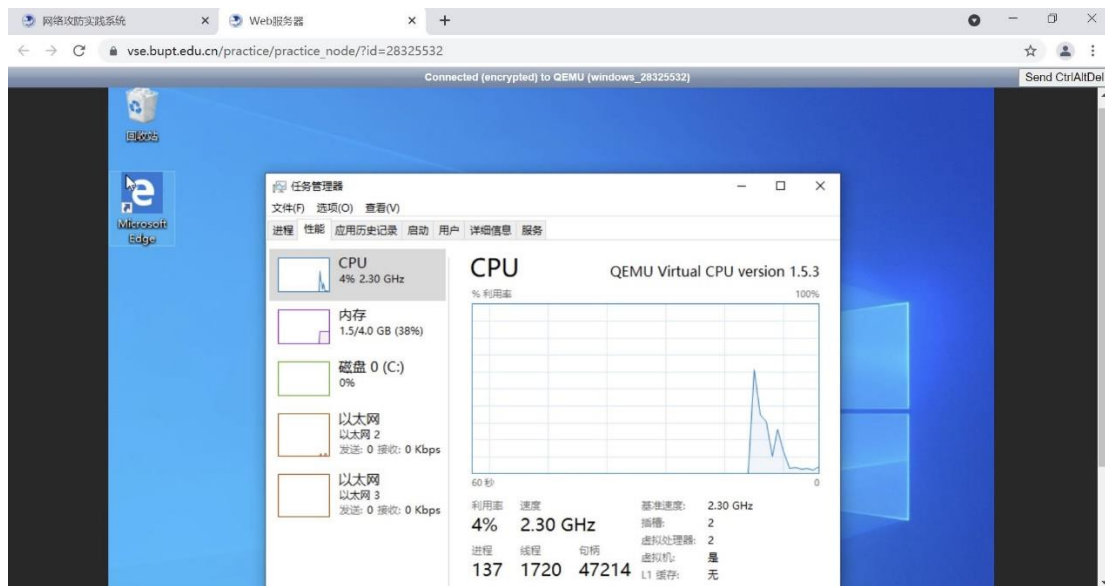 网络攻防实践系统
Web服务器
vse.bupt.edu.cn/practice/practice_node/?id=28325532
Connected (encrypted) to QEMU (windows_28325532)
Send CtrlAltDel
回收站
Microsoft
Edge
任务管理器
文件(F) 选项(O) 查看(V)
进程 性能 应用历史记录 启动 用户 详细信息 服务
CPU
4% 2.30 GHz
内存
1.5/4.0 GB (38%)
磁盘 0 (C:)
0%
以太网
以太网 2
发送: 0 接收: 0 Kbps
以太网
以太网 3
发送: 0 接收: 0 Kbps
CPU QEMU Virtual CPU version 1.5.3
% 利用率 100%
60 秒 0
利用率 速度 基准速度: 2.30 GHz
4% 2.30 GHz 插槽: 2
虚拟处理器: 2
进程 线程 句柄 虚拟机: 是
137 1720 47214 L1 缓存: 无